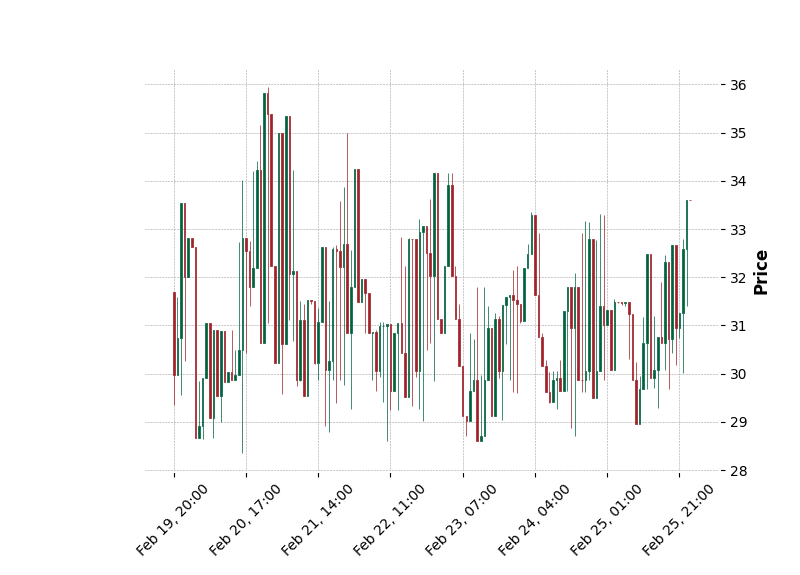 36
35
34
33
32
31
30
29
28
Price
Feb 19, 20:00
Feb 20, 17:00
Feb 21, 14:00
Feb 22, 11:00
Feb 23, 07:00
Feb 24, 04:00
Feb 25, 01:00
Feb 25, 21:00